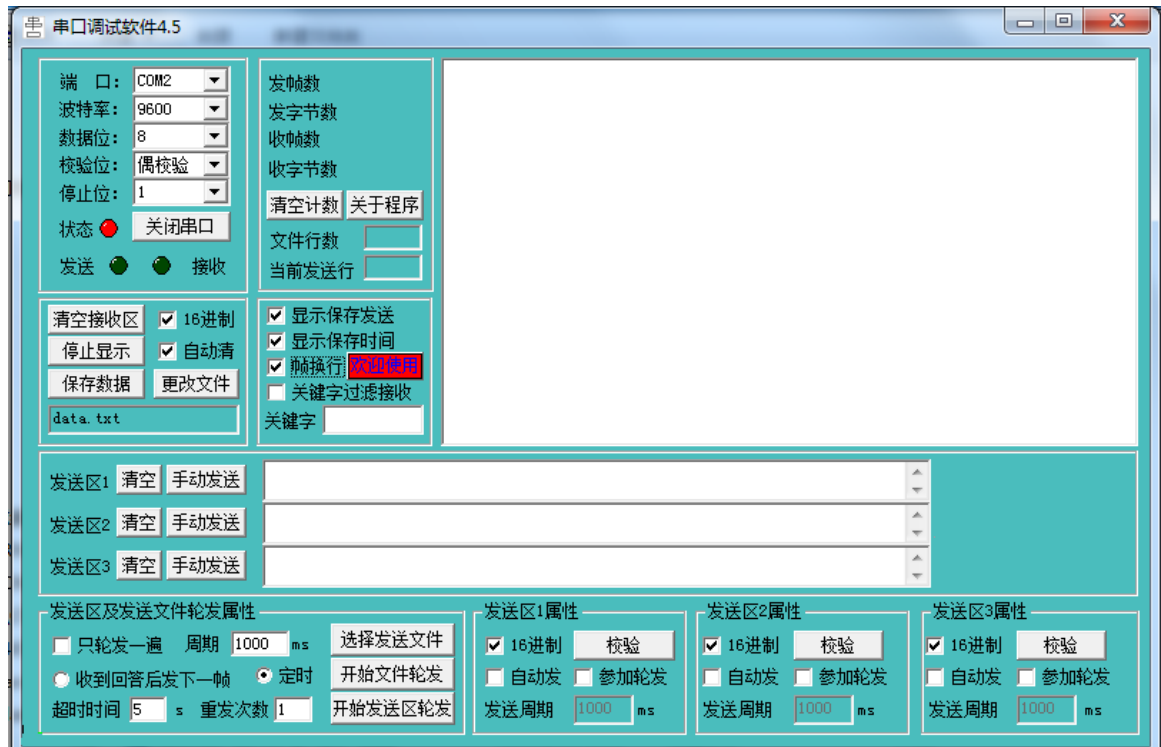 串口调试软件4.5
端 口: COM2
波特率: 9600
数据位: 8
校验位: 偶校验
停止位: 1
状态 关闭串口
发送 接收
发帧数
发字节数
收帧数
收字节数
清空计数 关于程序
文件行数
当前发送行
清空接收区 16进制
停止显示 自动清
保存数据 更改文件
data.txt
显示保存发送
显示保存时间
帧换行 欢迎使用
关键字过滤接收
关键字
发送区1 清空 手动发送
发送区2 清空 手动发送
发送区3 清空 手动发送
发送区及发送文件轮发属性
只轮发一遍 周期 1000 ms 选择发送文件
收到回答后发下一帧 定时 开始文件轮发
超时时间 5 s 重发次数 1 开始发送区轮发
发送区1属性
16进制 校验
自动发 参加轮发
发送周期 1000 ms
发送区2属性
16进制 校验
自动发 参加轮发
发送周期 1000 ms
发送区3属性
16进制 校验
自动发 参加轮发
发送周期 1000 ms